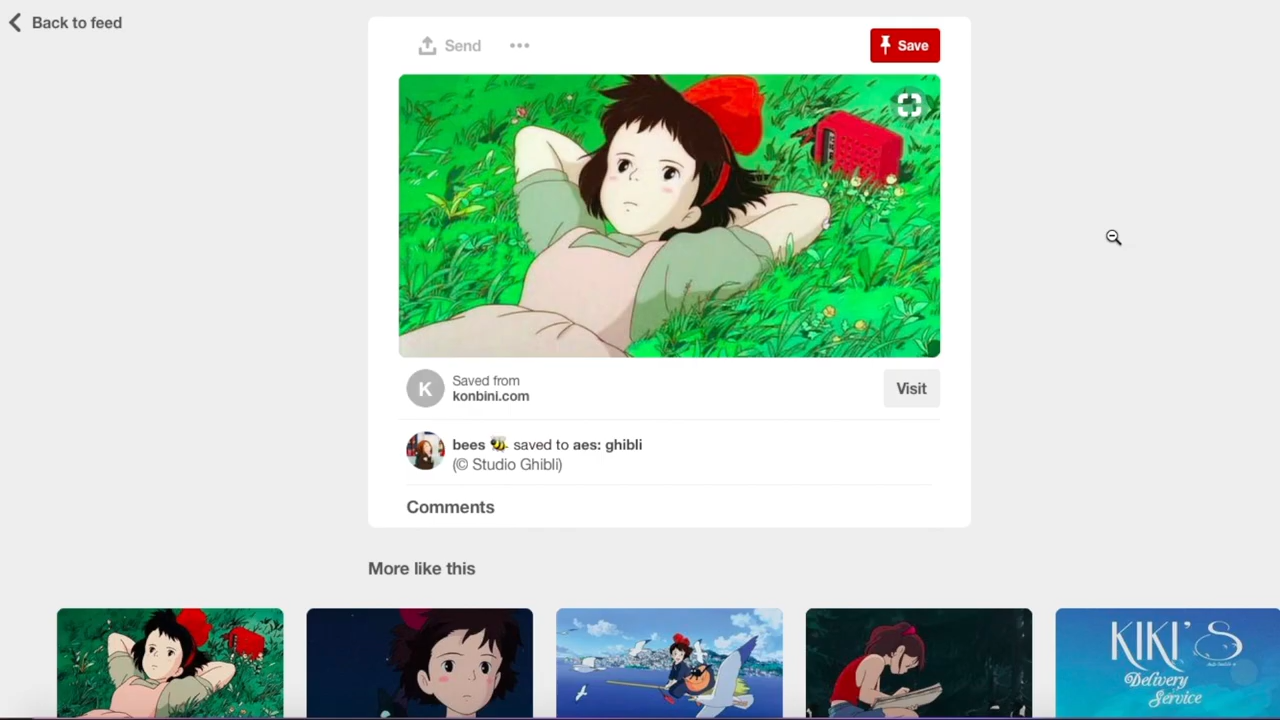 Back to feed
Send
Save
K
Saved from
konbini.com
Visit
bees 🐝 saved to aes: ghibli
(© Studio Ghibli)
Comments
More like this
KIKI'S
Delivery
Service